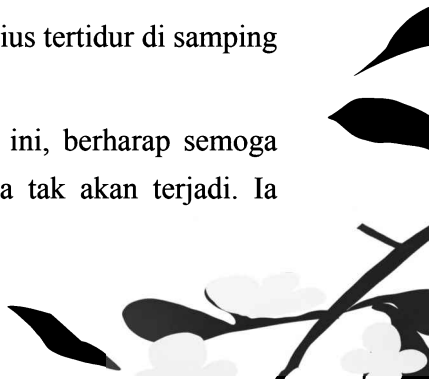 ius tertidur di samping
ini, berharap semoga
a tak akan terjadi. Ia